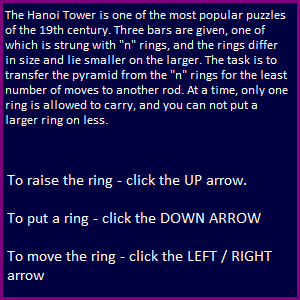 The Hanoi Tower is one of the most popular puzzles
of the 19th century. Three bars are given, one of
which is strung with "n" rings, and the rings differ
in size and lie smaller on the larger. The task is to
transfer the pyramid from the "n" rings for the least
number of moves to another rod. At a time, only one
ring is allowed to carry, and you can not put a
larger ring on less.
To raise the ring - click the UP arrow.
To put a ring - click the DOWN ARROW
To move the ring - click the LEFT / RIGHT
arrow